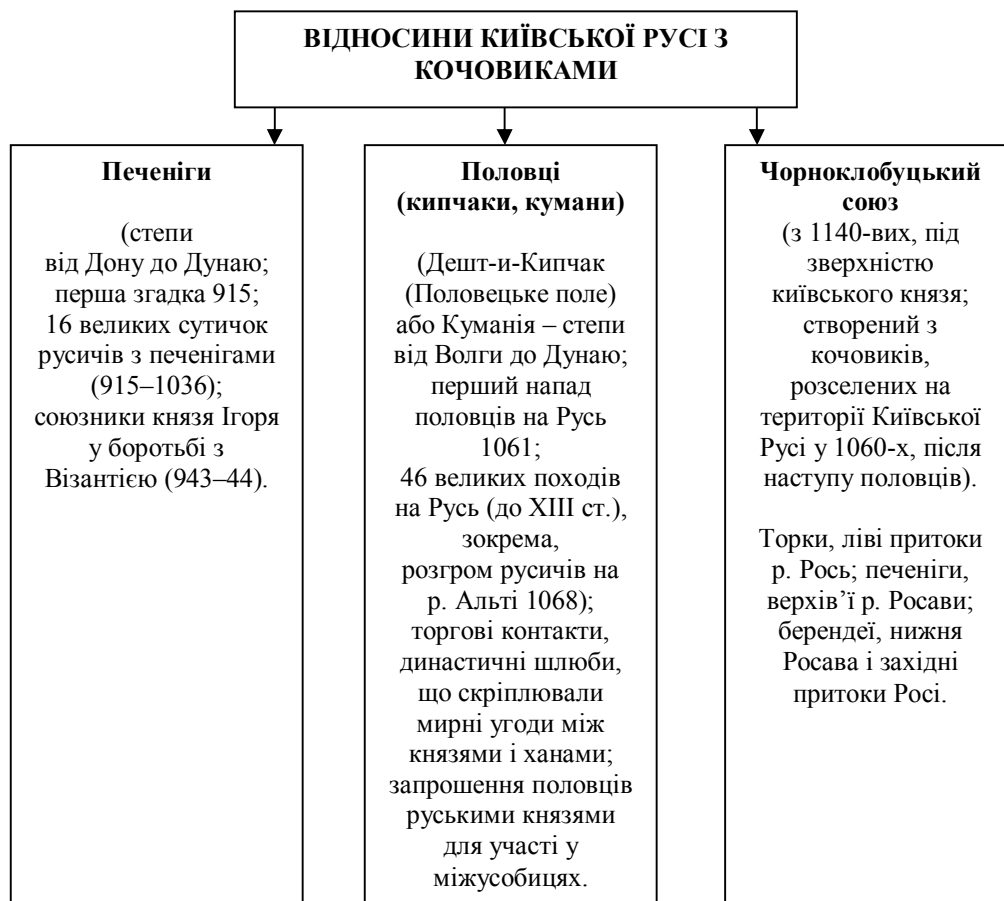 ВІДНОСИНИ КИЇВСЬКОЇ РУСІ З
КОЧОВИКАМИ
Печеніги
(степи
від Дону до Дунаю;
перша згадка 915;
16 великих сутичок
русичів з печенігами
(915–1036);
союзники князя Ігоря
у боротьбі з
Візантією (943–44).
Половці
(кипчаки, кумани)
(Дешт-и-Кипчак
(Половецьке поле)
або Куманія – степи
від Волги до Дунаю;
перший напад
половців на Русь
1061;
46 великих походів
на Русь (до XIII ст.),
зокрема,
розгром русичів на
р. Альті 1068);
торгові контакти,
династичні шлюби,
що скріплювали
мирні угоди між
князями і ханами;
запрошення половців
руськими князями
для участі у
міжусобицях.
Чорноклобуцький
союз
(з 1140-вих, під
зверхністю
київського князя;
створений з
кочовиків,
розселених на
території Київської
Русі у 1060-х, після
наступу половців).
Торки, ліві притоки
р. Рось; печеніги,
верхів’ї р. Росави;
берендеї, нижня
Росава і західні
притоки Росі.